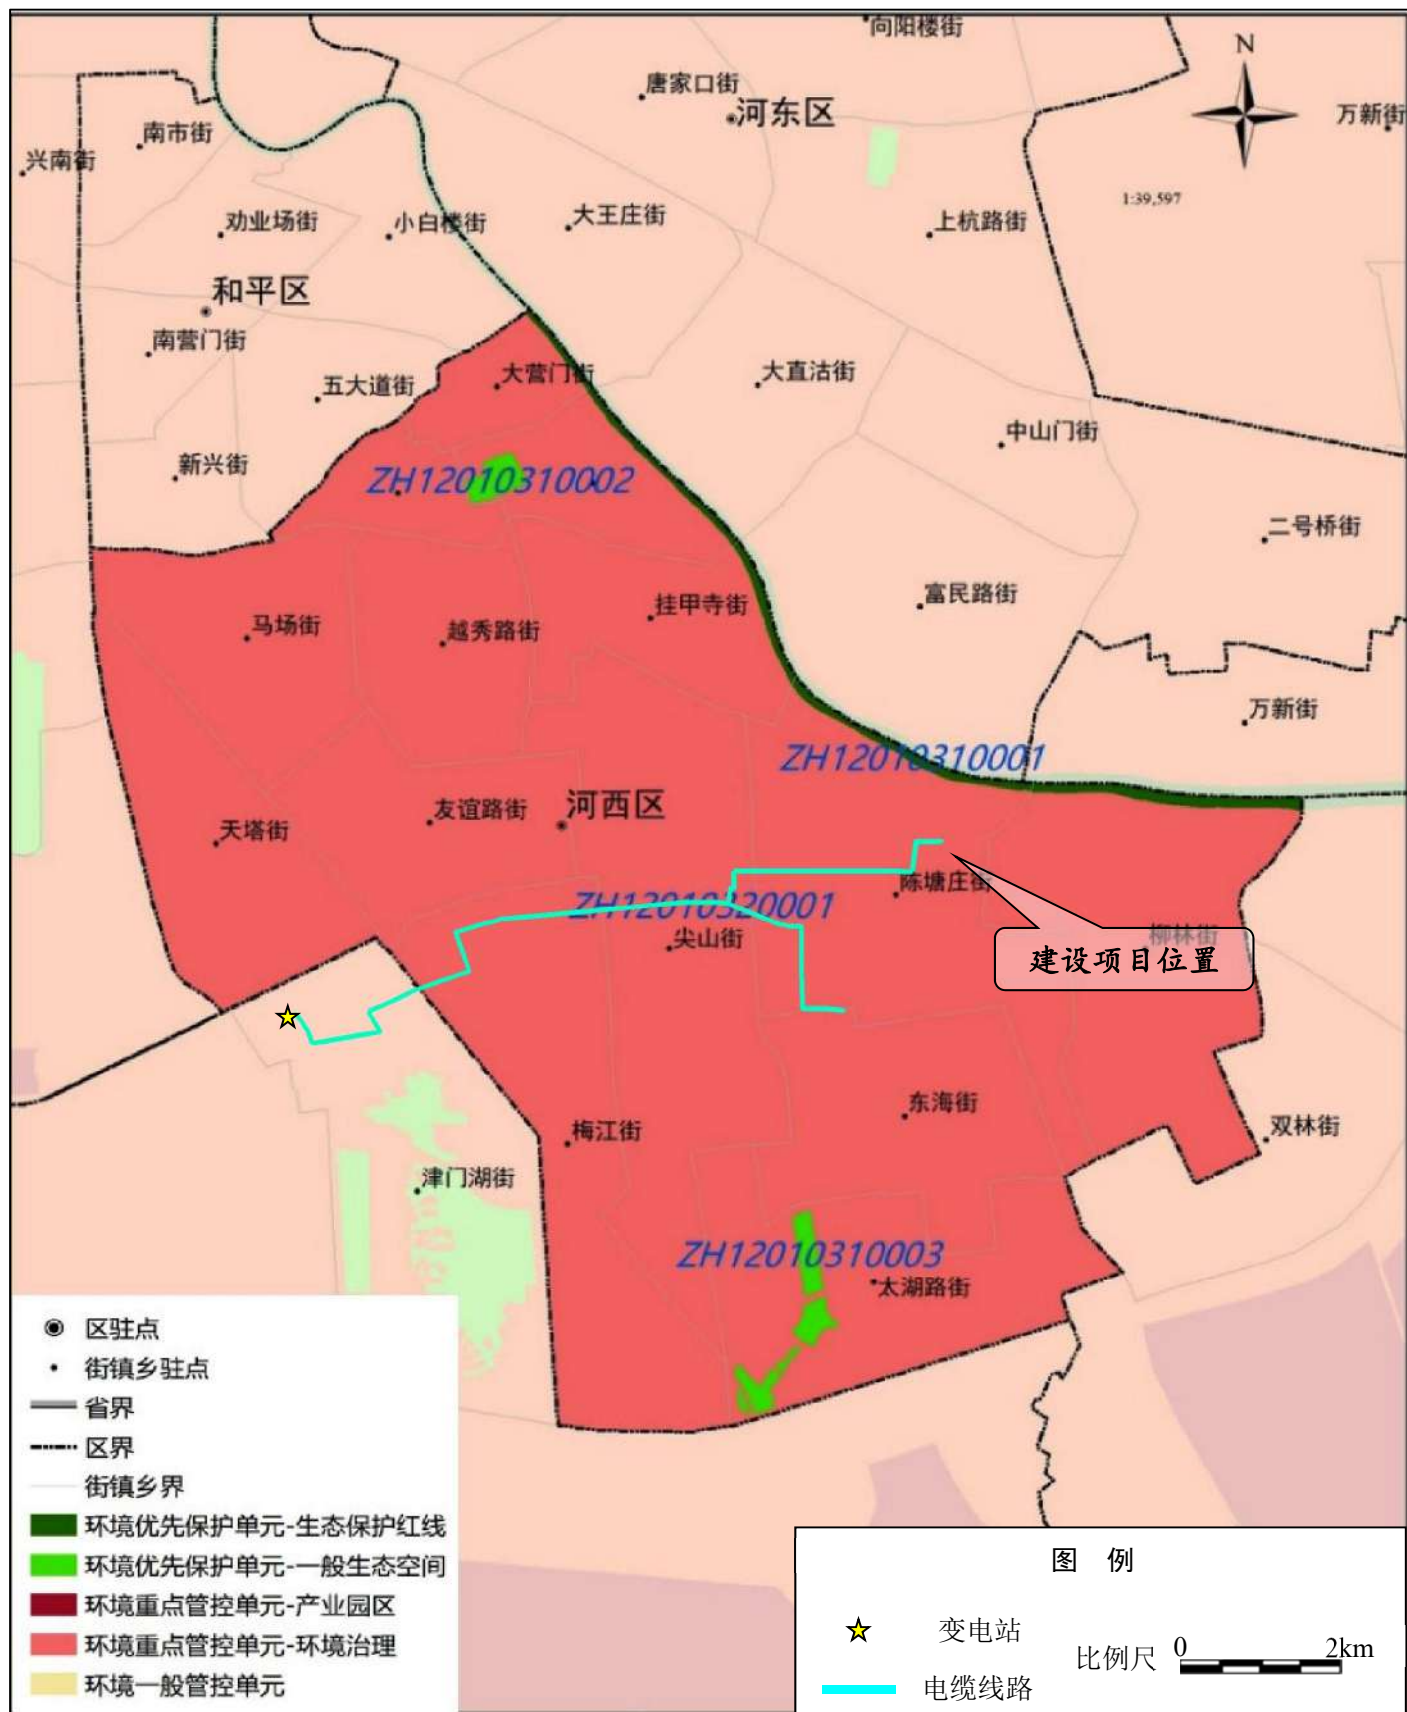 向阳楼街
唐家口街
河东区
N
万新街
南市街
兴南街
1:39,597
劝业场街
小白楼街
大王庄街
上杭路街
和平区
南营门街
五大道街
大营门街
大直沽街
中山门街
新兴街
ZH12010310002
二号桥街
马场街
越秀路街
挂甲寺街
富民路街
万新街
ZH12010310001
天塔街
友谊路街
河西区
陈塘庄街
ZH12010320001
尖山街
柳林街
建设项目位置
东海街
梅江街
双林街
津门湖街
ZH12010310003
太湖路街
区驻点
街镇乡驻点
省界
区界
街镇乡界
环境优先保护单元-生态保护红线
环境优先保护单元-一般生态空间
环境重点管控单元-产业园区
环境重点管控单元-环境治理
环境一般管控单元
图 例
变电站
比例尺 0 2km
电缆线路